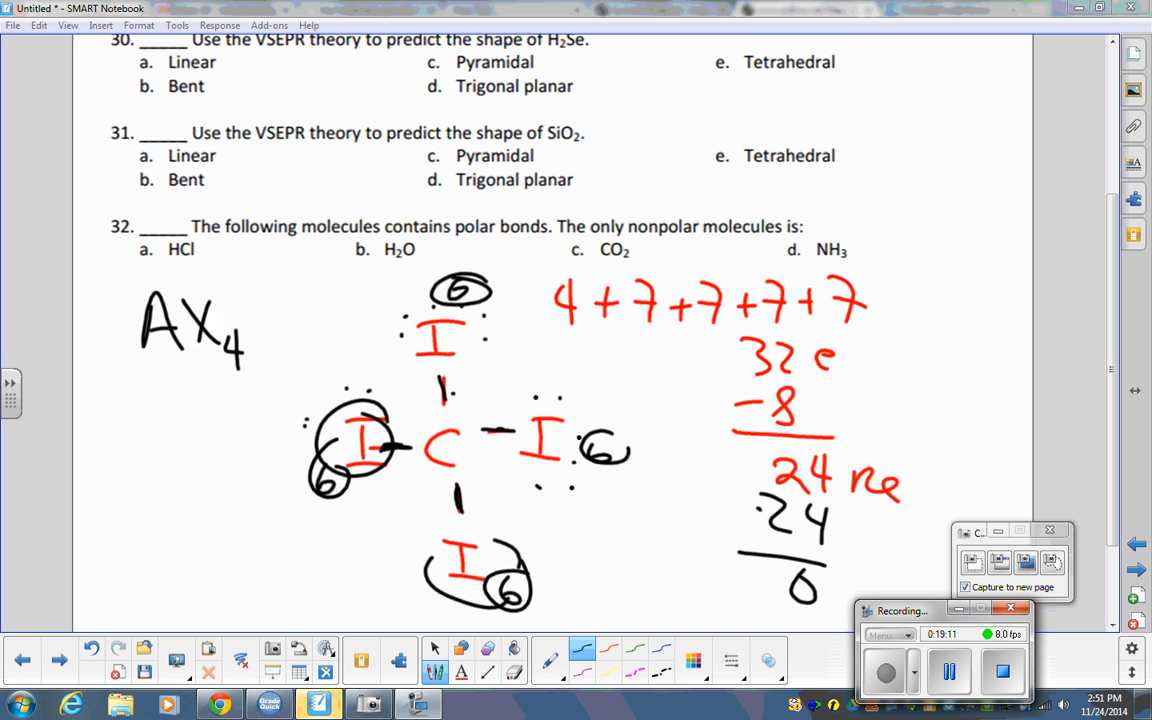 Untitled * - SMART Notebook
File Edit View Insert Format Tools Response Add-ons Help
30. _____ Use the VSEPR theory to predict the shape of H₂Se.
a. Linear c. Pyramidal e. Tetrahedral
b. Bent d. Trigonal planar
31. _____ Use the VSEPR theory to predict the shape of SiO₂.
a. Linear c. Pyramidal e. Tetrahedral
b. Bent d. Trigonal planar
32. _____ The following molecules contains polar bonds. The only nonpolar molecules is:
a. HCl b. H₂O c. CO₂ d. NH₃
6
4+7+7+7+7
AX₄
I
32 e
-8
I - C - I 6
6
24 ne
24
I 6
0
C...
Capture to new page
Recording...
Menu 0:19:11 8.0 fps
Grade Quick
2:51 PM
11/24/2014